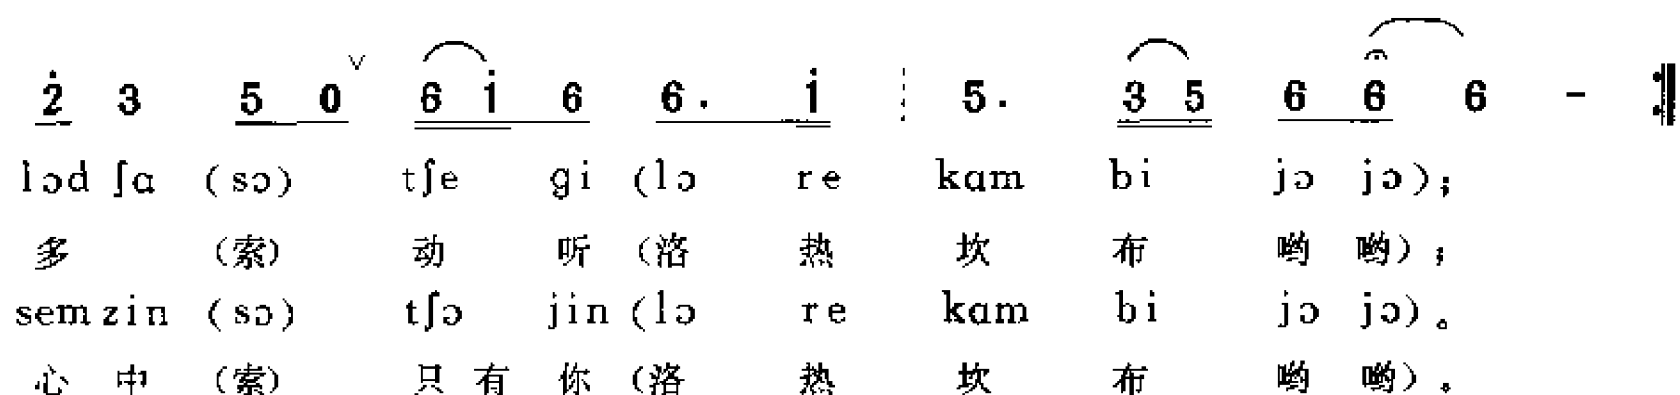 2̇ 3 5 0 ∨ 6 1̇ 6 6. 1̇ ┊ 5. 3 5 6 6 6 - :‖
lɔd ʃɑ (sɔ) tʃe gi (lɔ re kɑm bi jɔ jɔ);
多 (索) 动 听 (洛 热 坎 布 哟 哟);
sem zin (sɔ) tʃɔ jin (lɔ re kɑm bi jɔ jɔ)。
心 中 (索) 只 有 你 (洛 热 坎 布 哟 哟)。